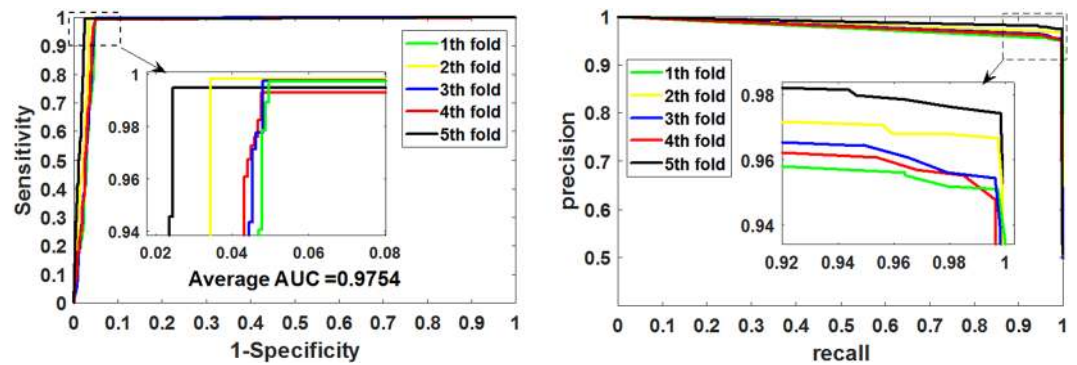 1
0.9
0.8
0.7
0.6
0.5
0.4
0.3
0.2
0.1
0
Sensitivity
1th fold
2th fold
3th fold
4th fold
5th fold
1
0.98
0.96
0.94
0.02 0.04 0.06 0.08
Average AUC =0.9754
0 0.1 0.2 0.3 0.4 0.5 0.6 0.7 0.8 0.9 1
1-Specificity
1
0.9
0.8
0.7
0.6
0.5
precision
1th fold
2th fold
3th fold
4th fold
5th fold
0.98
0.96
0.94
0.92 0.94 0.96 0.98 1
0 0.1 0.2 0.3 0.4 0.5 0.6 0.7 0.8 0.9 1
recall